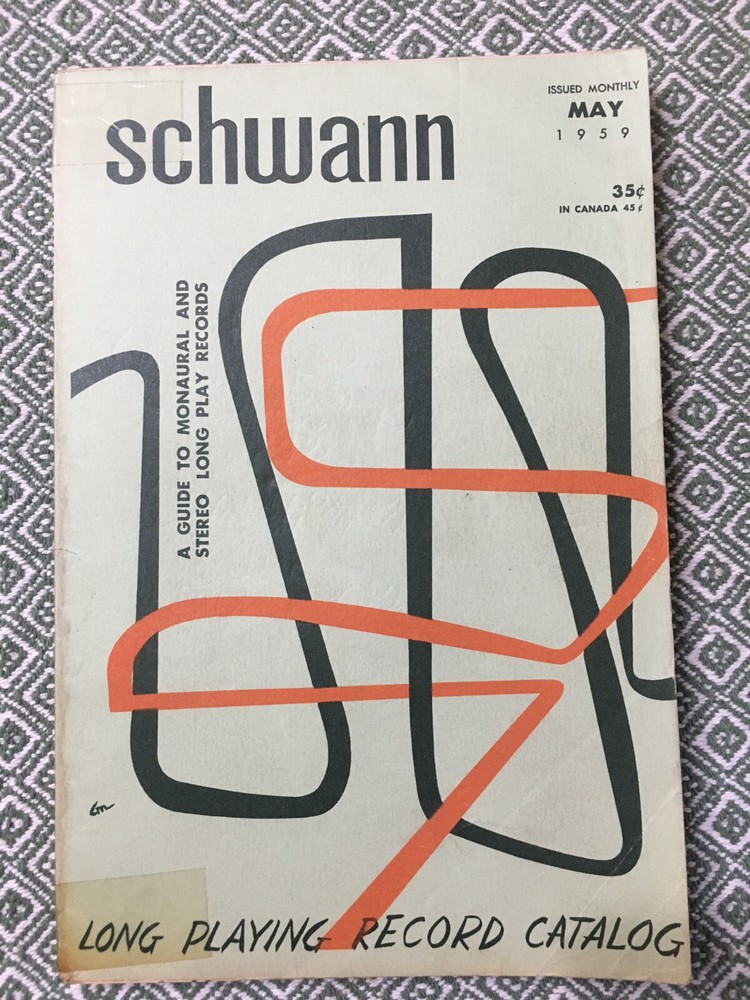 schwann
ISSUED MONTHLY
MAY
1959
35¢
IN CANADA 45¢
A GUIDE TO MONAURAL AND
STEREO LONG PLAY RECORDS
LONG PLAYING RECORD CATALOG